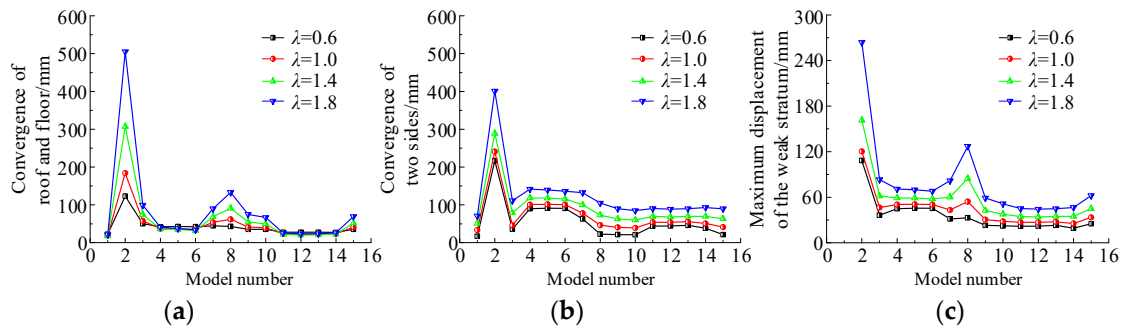 600
500
400
300
200
100
0
0 2 4 6 8 10 12 14 16
Convergence of
roof and floor/mm
Model number
λ=0.6
λ=1.0
λ=1.4
λ=1.8
(a)
600
500
400
300
200
100
0
0 2 4 6 8 10 12 14 16
Convergence of
two sides/mm
Model number
λ=0.6
λ=1.0
λ=1.4
λ=1.8
(b)
300
240
180
120
60
0
0 2 4 6 8 10 12 14 16
Maximum displacement
of the weak stratum/mm
Model number
λ=0.6
λ=1.0
λ=1.4
λ=1.8
(c)